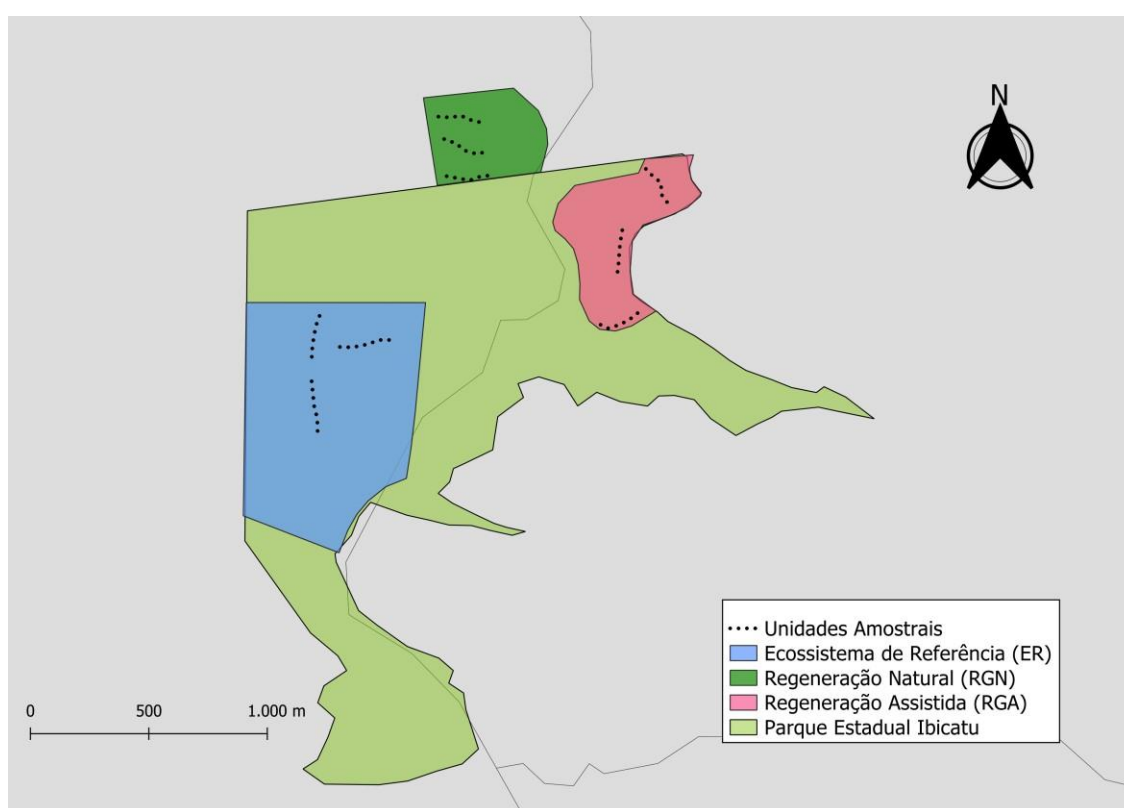 N
Unidades Amostrais
Ecossistema de Referência (ER)
Regeneração Natural (RGN)
Regeneração Assistida (RGA)
Parque Estadual Ibicatu
0 500 1.000 m